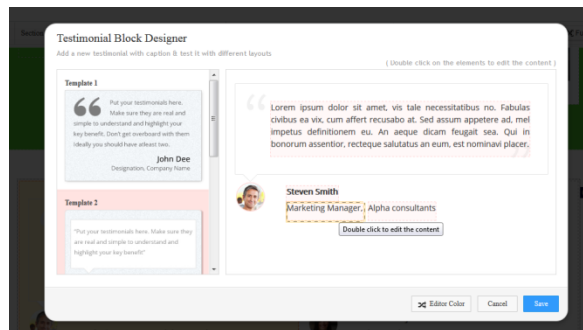 Testimonial Block Designer
Add a new testimonial with caption & test it with different layouts
( Double click on the elements to edit the content )
Template 1
Put your testimonials here.
Make sure they are real and
simple to understand and highlight your
key benefit. Don't get overboard with them
Ideally you should have atleast two.
John Dee
Designation, Company Name
Template 2
"Put your testimonials here. Make sure they
are real and simple to understand and
highlight your key benefit"
Lorem ipsum dolor sit amet, vis tale necessitatibus no. Fabulas
civibus ea vix, cum affert recusabo at. Sed assum appetere ad, mel
impetus definitionem eu. An aeque dicam feugait sea. Qui in
bonorum assentior, recteque salutatus an eum, est nominavi placer.
Steven Smith
Marketing Manager, Alpha consultants
Double click to edit the content
Editor Color
Cancel
Save